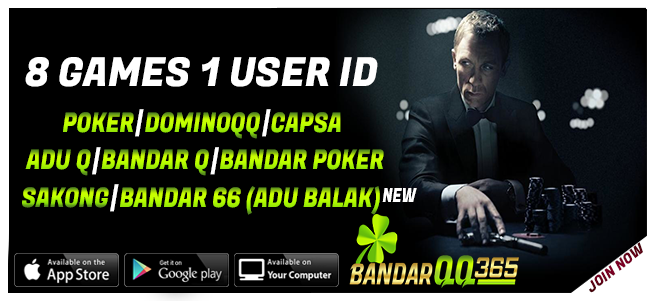 8 GAMES 1 USER ID
POKER|DOMINOQQ|CAPSA
ADU Q|BANDAR Q|BANDAR POKER
SAKONG|BANDAR 66 (ADU BALAK) NEW
Available on the
App Store
Get it on
Google play
Available on
Your Computer
BANDARQQ365
JOIN NOW